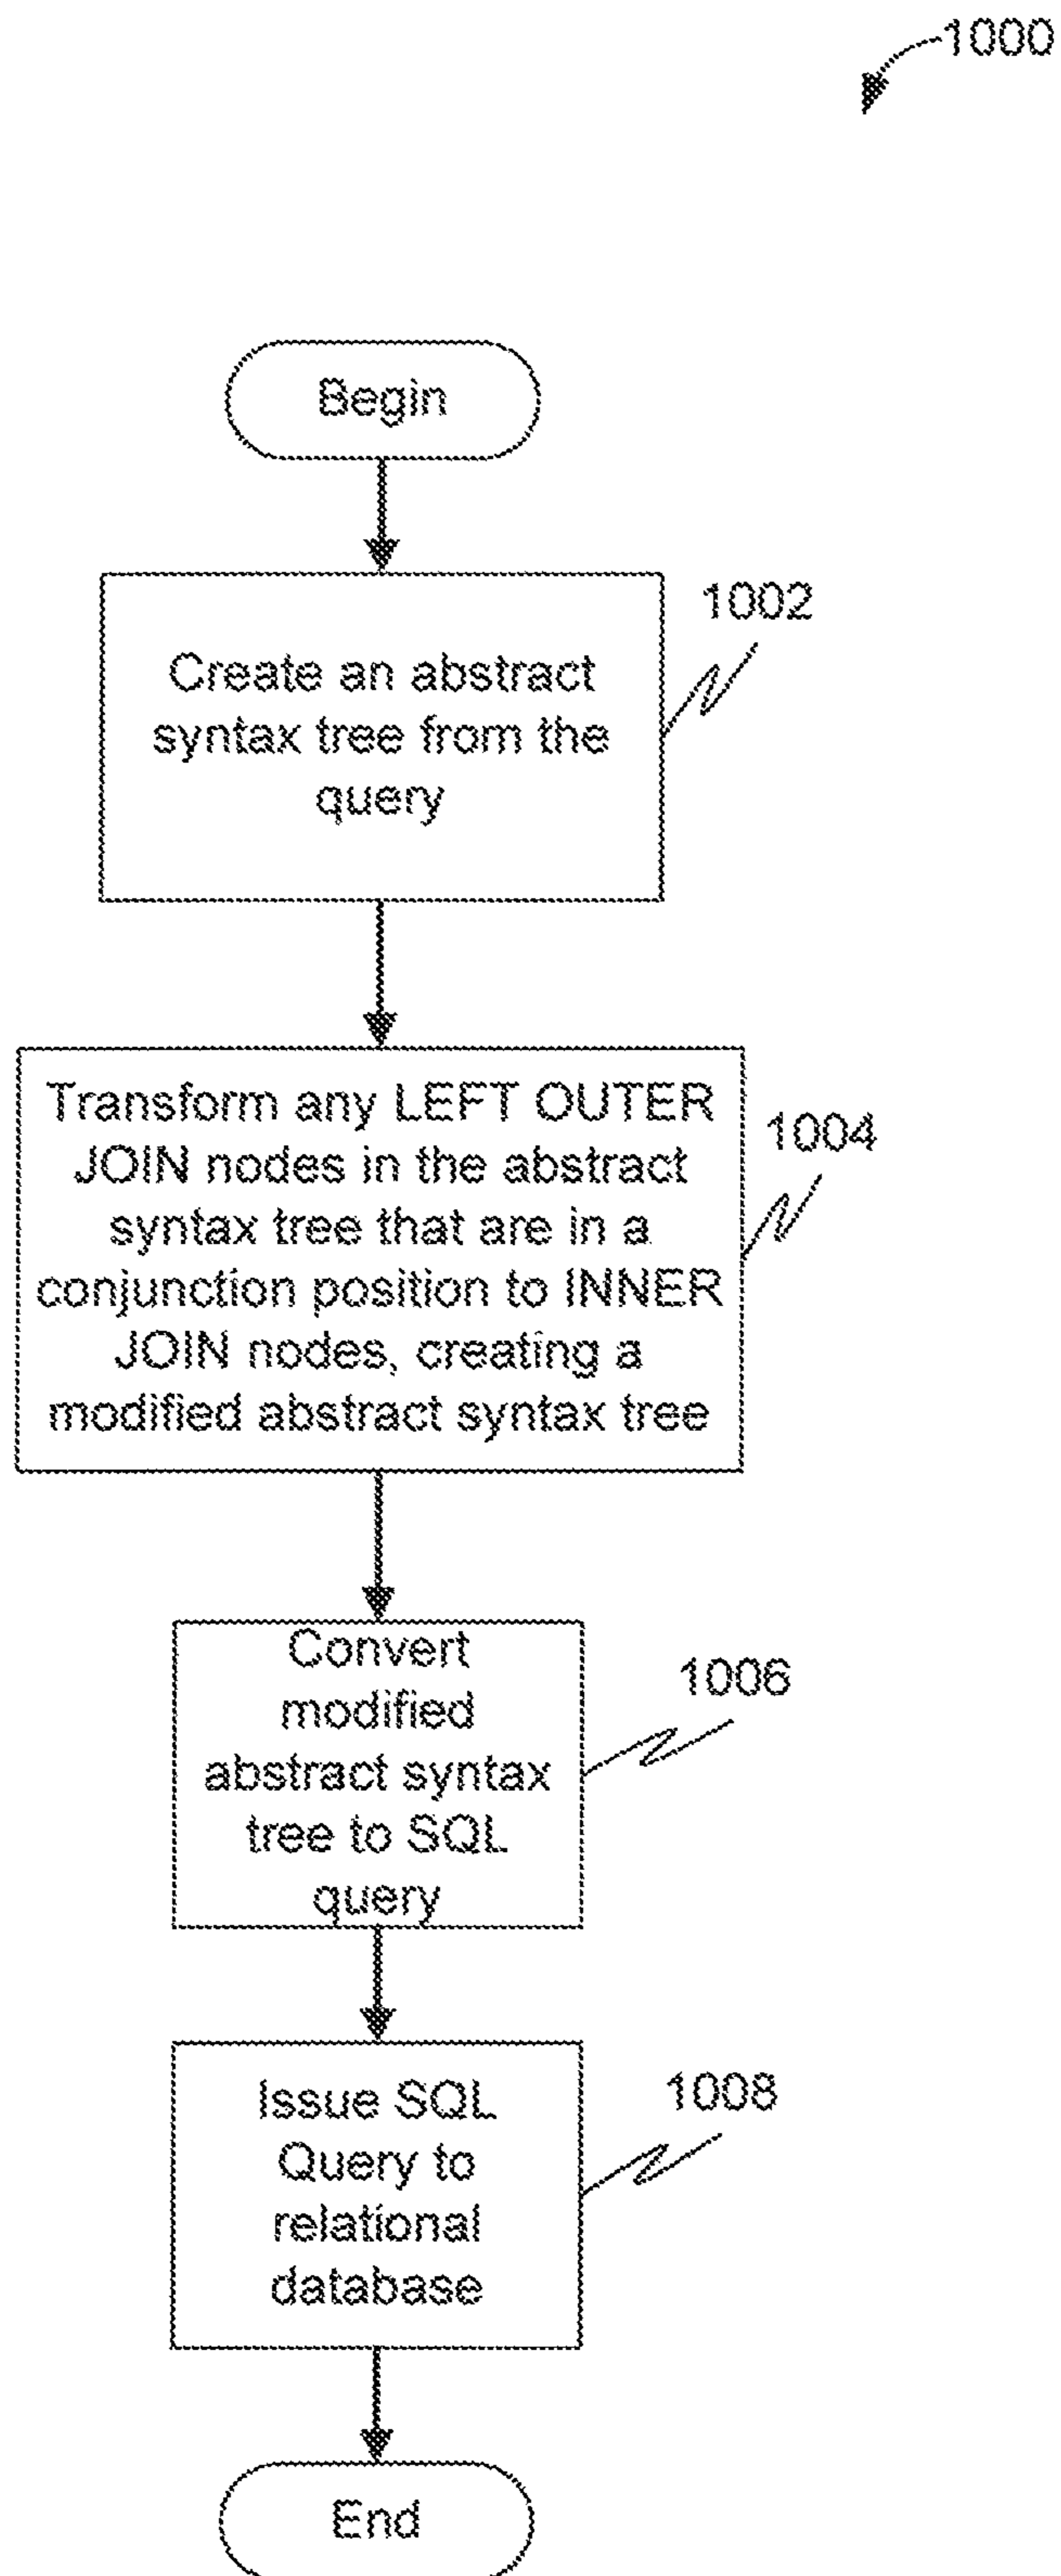 1000
Begin
1002
Create an abstract
syntax tree from the
query
1004
Transform any LEFT OUTER
JOIN nodes in the abstract
syntax tree that are in a
conjunction position to INNER
JOIN nodes, creating a
modified abstract syntax tree
1006
Convert
modified
abstract syntax
tree to SQL
query
1008
Issue SQL
Query to
relational
database
End